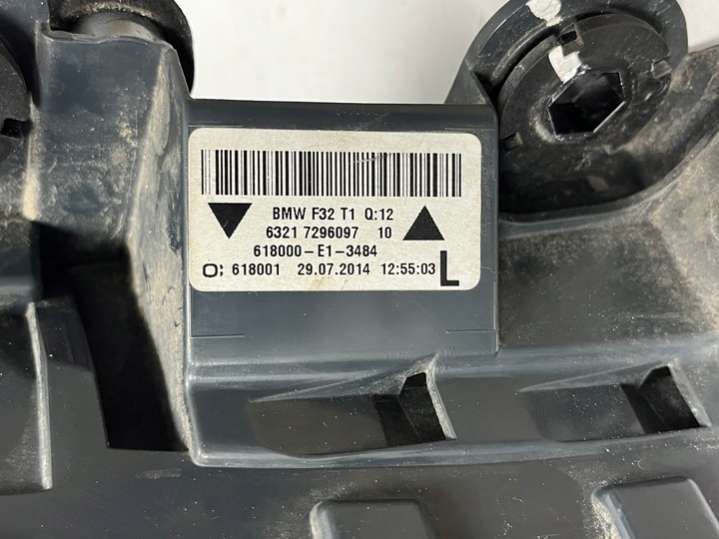 BMW F32 T1 Q:12
6321 7296097 10
618000-E1-3484
O: 618001 29.07.2014 12:55:03 L